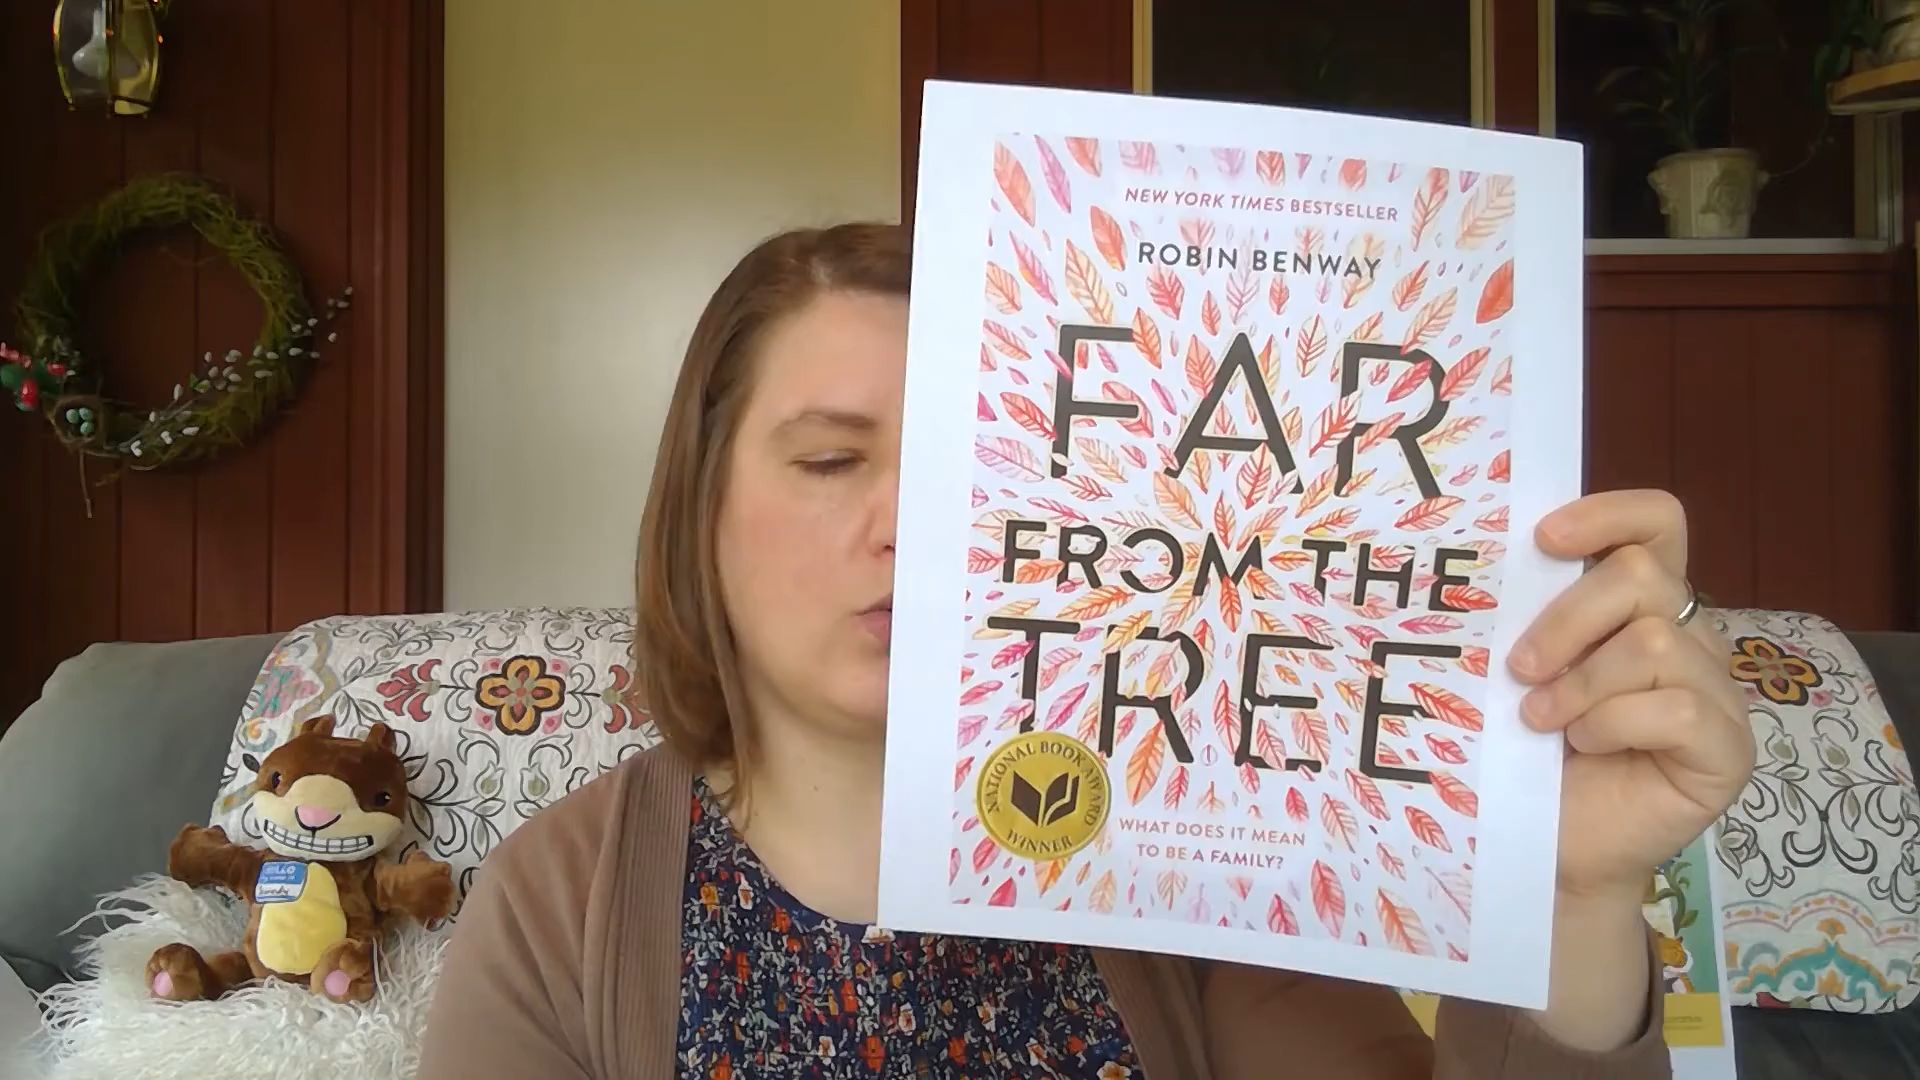 NEW YORK TIMES BESTSELLER
ROBIN BENWAY
FAR
FROM THE
TREE
NATIONAL BOOK AWARD
WINNER
WHAT DOES IT MEAN
TO BE A FAMILY?
HELLO